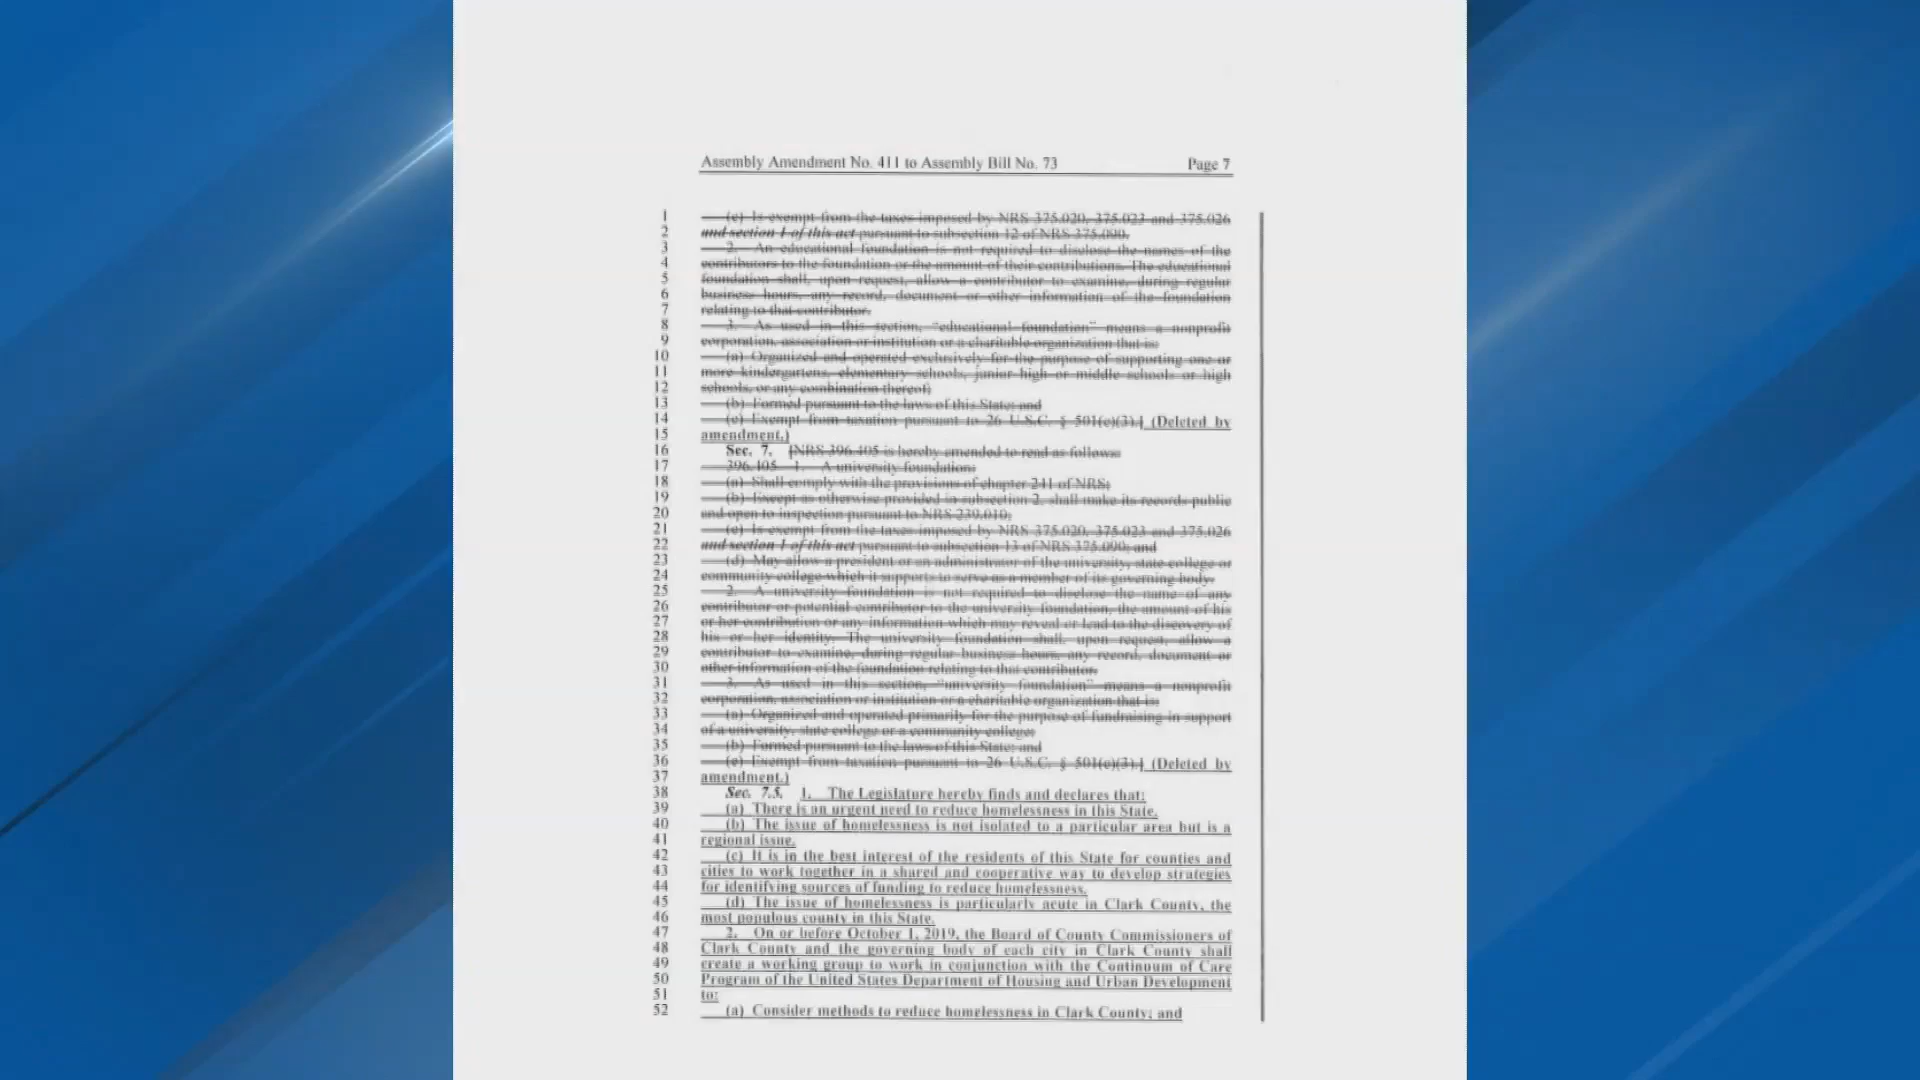 Assembly Amendment No. 411 to Assembly Bill No. 73 Page 7
1 (c) Is exempt from the taxes imposed by NRS 375.020, 375.023 and 375.026
2 and section 1 of this act pursuant to subsection 12 of NRS 375.090.
3 2. An educational foundation is not required to disclose the names of the
4 contributors to the foundation or the amount of their contributions. The educational
5 foundation shall, upon request, allow a contributor to examine, during regular
6 business hours, any record, document or other information of the foundation
7 relating to that contributor.
8 3. As used in this section, “educational foundation” means a nonprofit
9 corporation, association or institution or a charitable organization that is:
10 (a) Organized and operated exclusively for the purpose of supporting one or
11 more kindergartens, elementary schools, junior high or middle schools or high
12 schools, or any combination thereof;
13 (b) Formed pursuant to the laws of this State; and
14 (c) Exempt from taxation pursuant to 26 U.S.C. § 501(c)(3).] (Deleted by
15 amendment.)
16 Sec. 7. [NRS 396.405 is hereby amended to read as follows:
17 396.405 1. A university foundation:
18 (a) Shall comply with the provisions of chapter 241 of NRS;
19 (b) Except as otherwise provided in subsection 2, shall make its records public
20 and open to inspection pursuant to NRS 239.010;
21 (c) Is exempt from the taxes imposed by NRS 375.020, 375.023 and 375.026
22 and section 1 of this act pursuant to subsection 13 of NRS 375.090; and
23 (d) May allow a president or an administrator of the university, state college or
24 community college which it supports to serve as a member of its governing body.
25 2. A university foundation is not required to disclose the name of any
26 contributor or potential contributor to the university foundation, the amount of his
27 or her contribution or any information which may reveal or lead to the discovery of
28 his or her identity. The university foundation shall, upon request, allow a
29 contributor to examine, during regular business hours, any record, document or
30 other information of the foundation relating to that contributor.
31 3. As used in this section, “university foundation” means a nonprofit
32 corporation, association or institution or a charitable organization that is:
33 (a) Organized and operated primarily for the purpose of fundraising in support
34 of a university, state college or a community college;
35 (b) Formed pursuant to the laws of this State; and
36 (c) Exempt from taxation pursuant to 26 U.S.C. § 501(c)(3).] (Deleted by
37 amendment.)
38 Sec. 7.5. 1. The Legislature hereby finds and declares that:
39 (a) There is an urgent need to reduce homelessness in this State.
40 (b) The issue of homelessness is not isolated to a particular area but is a
41 regional issue.
42 (c) It is in the best interest of the residents of this State for counties and
43 cities to work together in a shared and cooperative way to develop strategies
44 for identifying sources of funding to reduce homelessness.
45 (d) The issue of homelessness is particularly acute in Clark County, the
46 most populous county in this State.
47 2. On or before October 1, 2019, the Board of County Commissioners of
48 Clark County and the governing body of each city in Clark County shall
49 create a working group to work in conjunction with the Continuum of Care
50 Program of the United States Department of Housing and Urban Development
51 to:
52 (a) Consider methods to reduce homelessness in Clark County; and